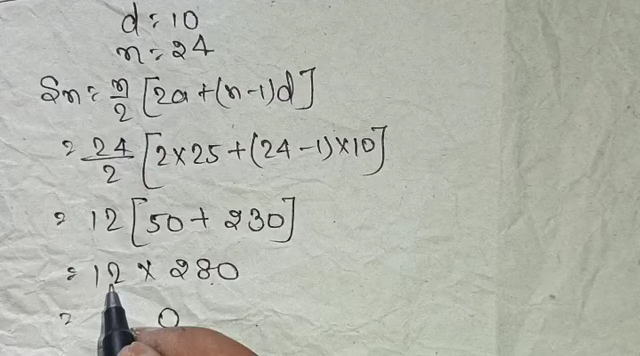 d = 10
n = 24
Sn = n/2 [2a + (n-1)d]
= 24/2 [2×25 + (24-1)×10]
= 12 [50 + 230]
= 12 × 280
= 0